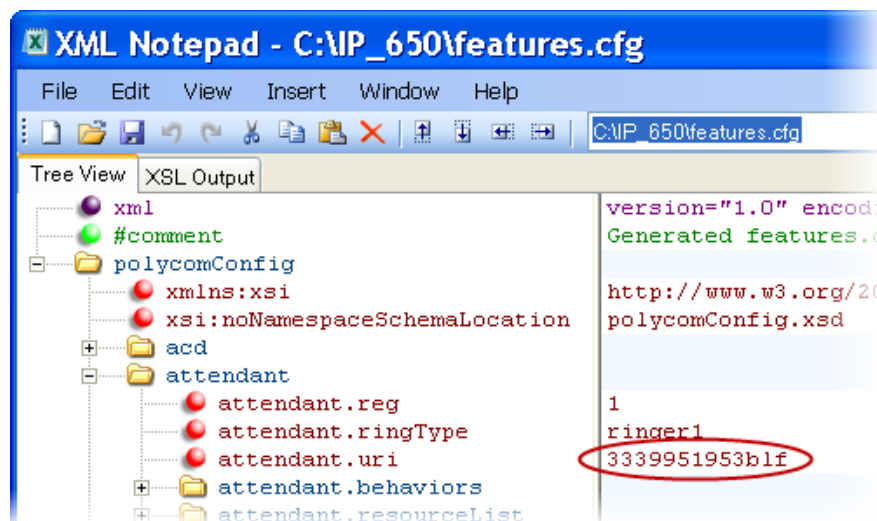 XML Notepad - C:\IP_650\features.cfg
File Edit View Insert Window Help
C:\IP_650\features.cfg
Tree View XSL Output
xml version="1.0" encod
#comment Generated features.
polycomConfig
xmlns:xsi http://www.w3.org/20
xsi:noNamespaceSchemaLocation polycomConfig.xsd
acd
attendant
attendant.reg 1
attendant.ringType ringer1
attendant.uri 3339951953blf
attendant.behaviors
attendant.resourceList